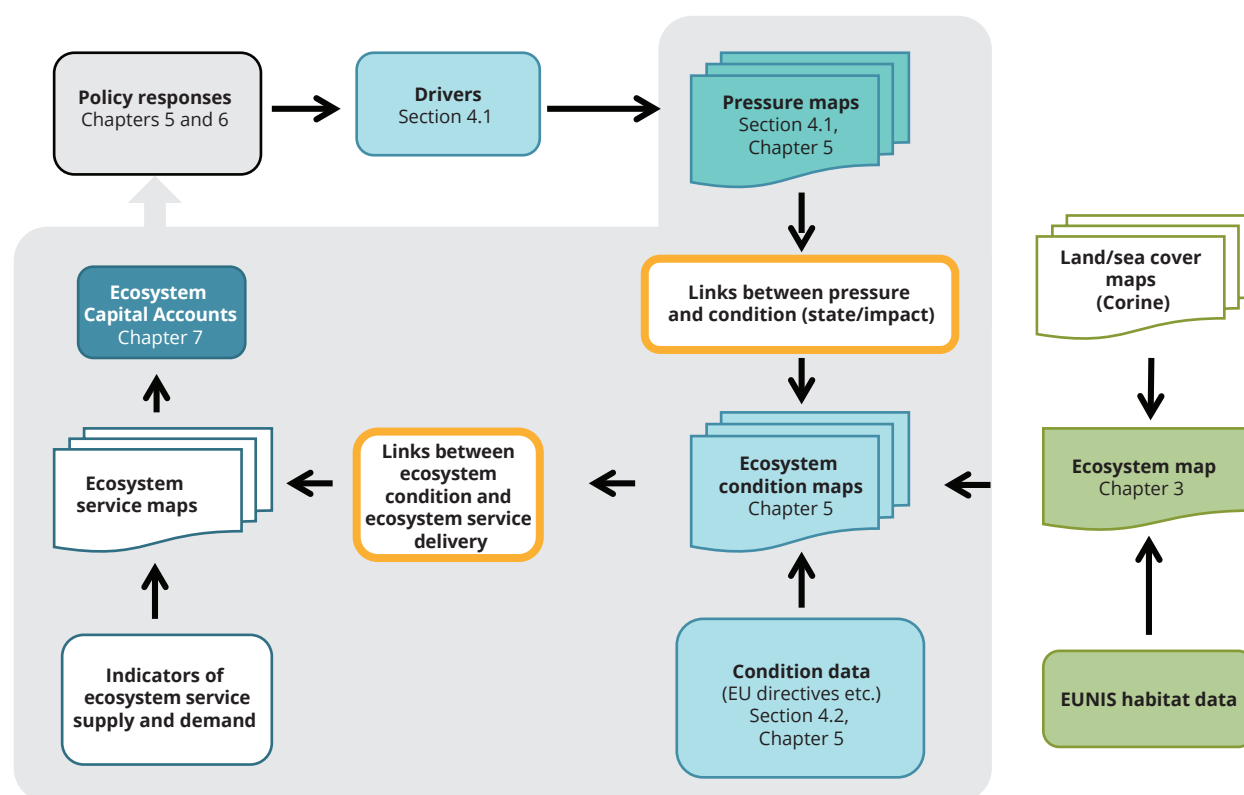 Policy responses
Chapters 5 and 6
Drivers
Section 4.1
Pressure maps
Section 4.1,
Chapter 5
Land/sea cover
maps
(Corine)
Ecosystem
Capital Accounts
Chapter 7
Links between pressure
and condition (state/impact)
Ecosystem
service maps
Links between
ecosystem
condition and
ecosystem service
delivery
Ecosystem
condition maps
Chapter 5
Ecosystem map
Chapter 3
Indicators of
ecosystem service
supply and demand
Condition data
(EU directives etc.)
Section 4.2,
Chapter 5
EUNIS habitat data